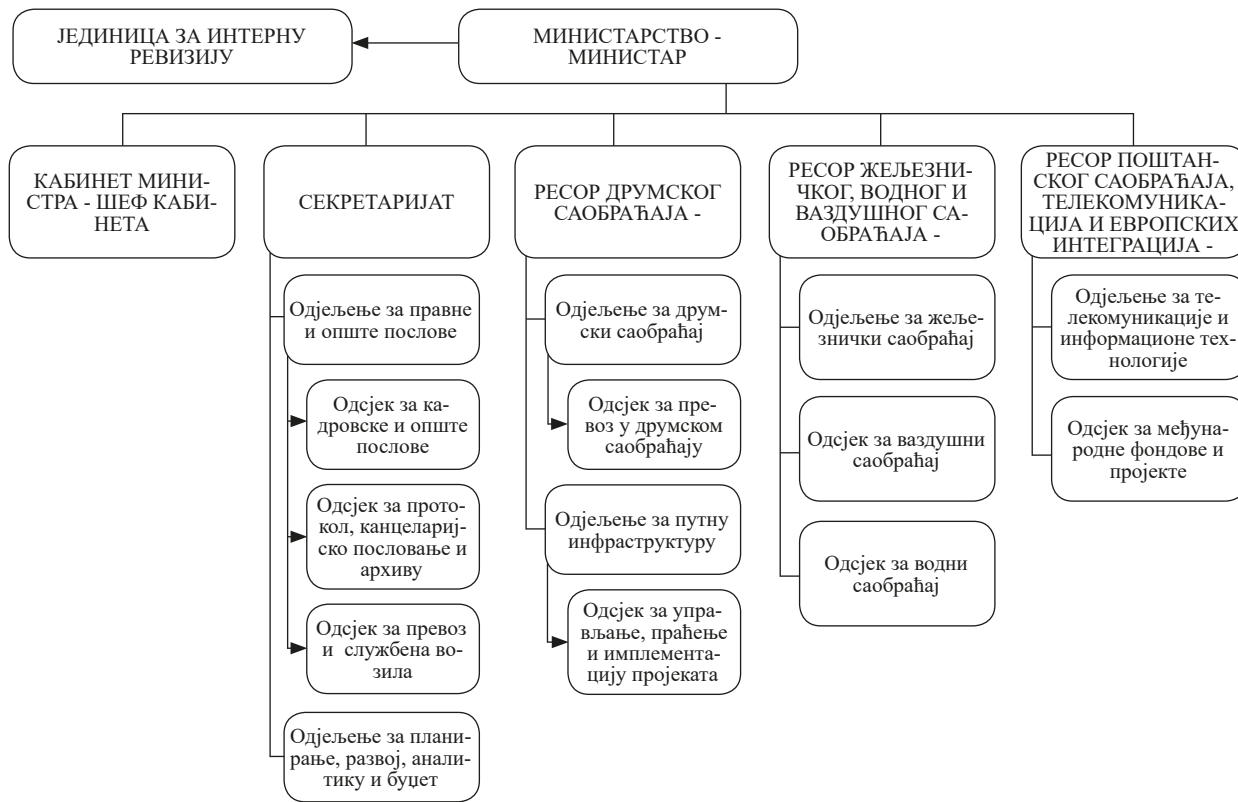 ЈЕДИНИЦА ЗА ИНТЕРНУ
РЕВИЗИЈУ
МИНИСТАРСТВО -
МИНИСТАР
КАБИНЕТ МИНИ-
СТРА - ШЕФ КАБИ-
НЕТА
СЕКРЕТАРИЈАТ
РЕСОР ДРУМСКОГ
САОБРАЋАЈА -
РЕСОР ЖЕЉЕЗНИ-
ЧКОГ, ВОДНОГ И
ВАЗДУШНОГ СА-
ОБРАЋАЈА -
РЕСОР ПОШТАН-
СКОГ САОБРАЋАЈА,
ТЕЛЕКОМУНИКА-
ЦИЈА И ЕВРОПСКИХ
ИНТЕГРАЦИЈА -
Одјељење за правне
и опште послове
Одсјек за ка-
дровске и опште
послове
Одсјек за прото-
кол, канцеларијс-
ко пословање и
архиву
Одсјек за превоз
и службена во-
зила
Одјељење за плани-
рање, развој, анали-
тику и буџет
Одјељење за друм-
ски саобраћај
Одсјек за пре-
воз у друмском
саобраћају
Одјељење за путну
инфраструктуру
Одсјек за упра-
вљање, праћење
и имплемента-
цију пројеката
Одјељење за жеље-
знички саобраћај
Одсјек за ваздушни
саобраћај
Одсјек за водни
саобраћај
Одјељење за те-
лекомуникације и
информационе тех-
нологије
Одсјек за међуна-
родне фондове и
пројекте